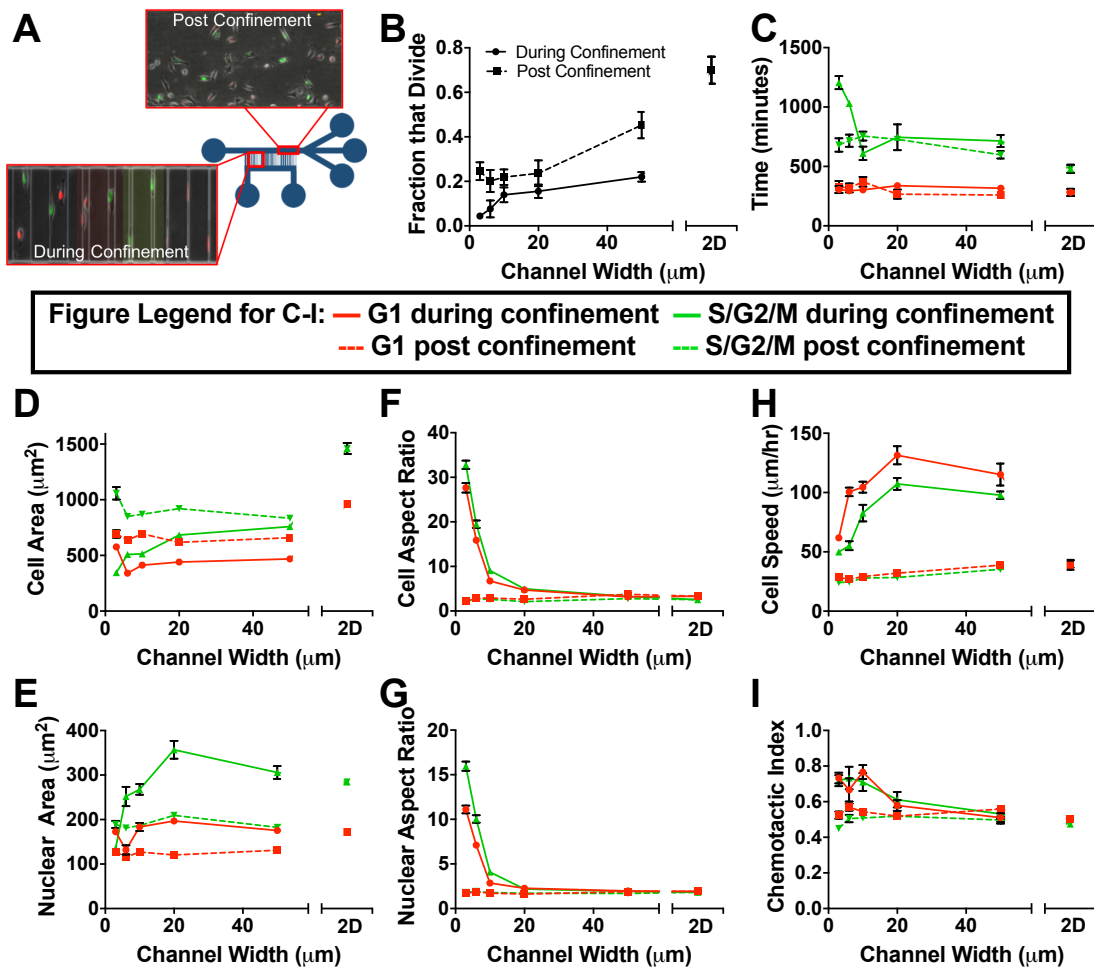 A
Post Confinement
During Confinement
B
Fraction that Divide
0.8
0.6
0.4
0.2
0.0
During Confinement
Post Confinement
0 20 40 2D
Channel Width (μm)
C
Time (minutes)
1500
1000
500
0
0 20 40 2D
Channel Width (μm)
Figure Legend for C-I: G1 during confinement S/G2/M during confinement
G1 post confinement S/G2/M post confinement
D
Cell Area (μm²)
1500
1000
500
0
0 20 40 2D
Channel Width (μm)
F
Cell Aspect Ratio
40
30
20
10
0
0 20 40 2D
Channel Width (μm)
H
Cell Speed (μm/hr)
150
100
50
0
0 20 40 2D
Channel Width (μm)
E
Nuclear Area (μm²)
400
300
200
100
0
0 20 40 2D
Channel Width (μm)
G
Nuclear Aspect Ratio
20
15
10
5
0
0 20 40 2D
Channel Width (μm)
I
Chemotactic Index
1.0
0.8
0.6
0.4
0.2
0.0
0 20 40 2D
Channel Width (μm)